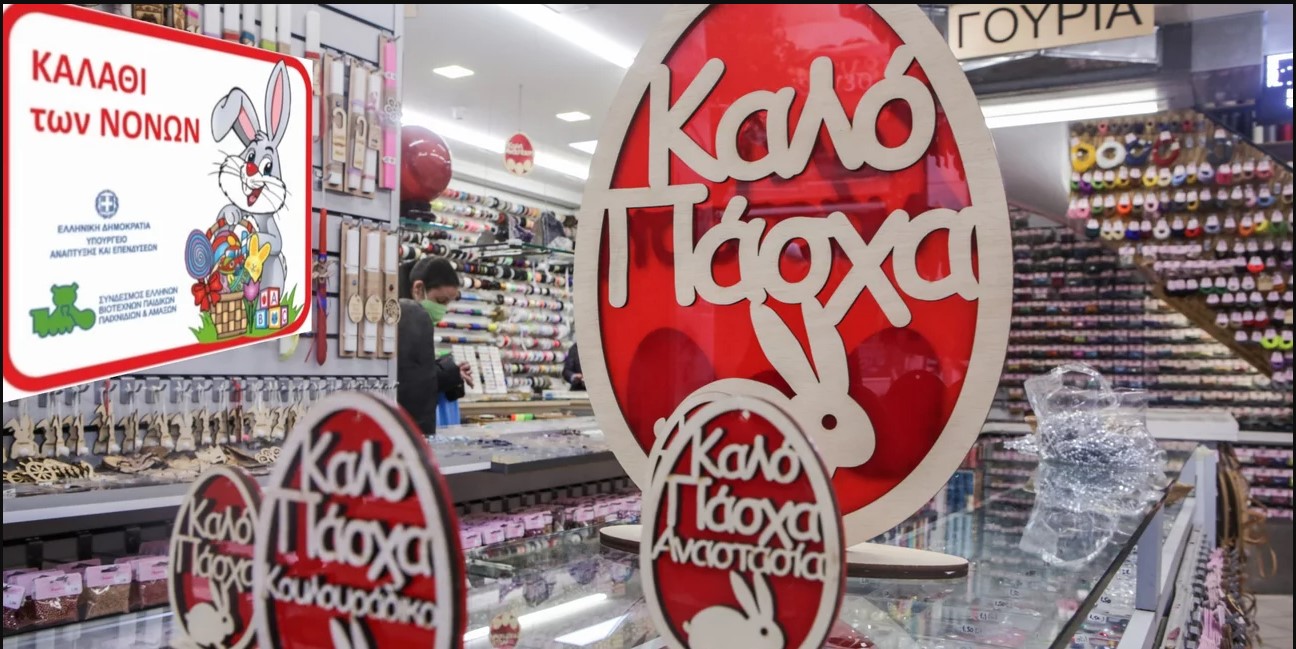 ΚΑΛΑΘΙ
των ΝΟΝΩΝ
ΕΛΛΗΝΙΚΗ ΔΗΜΟΚΡΑΤΙΑ
ΥΠΟΥΡΓΕΙΟ
ΑΝΑΠΤΥΞΗΣ ΚΑΙ ΕΠΕΝΔΥΣΕΩΝ
ΣΥΝΔΕΣΜΟΣ ΕΛΛΗΝΩΝ
ΒΙΟΤΕΧΝΩΝ ΠΑΙΔΙΚΩΝ
ΠΑΙΧΝΙΔΙΩΝ & ΑΜΑΞΩΝ
A
B
C
ΓΟΥΡΙΑ
Καλό
Πάσχα
Καλό
Πάσχα
Καλό
Πάσχα
Κουλουράδικο
Καλό
Πάσχα
Αναστασία